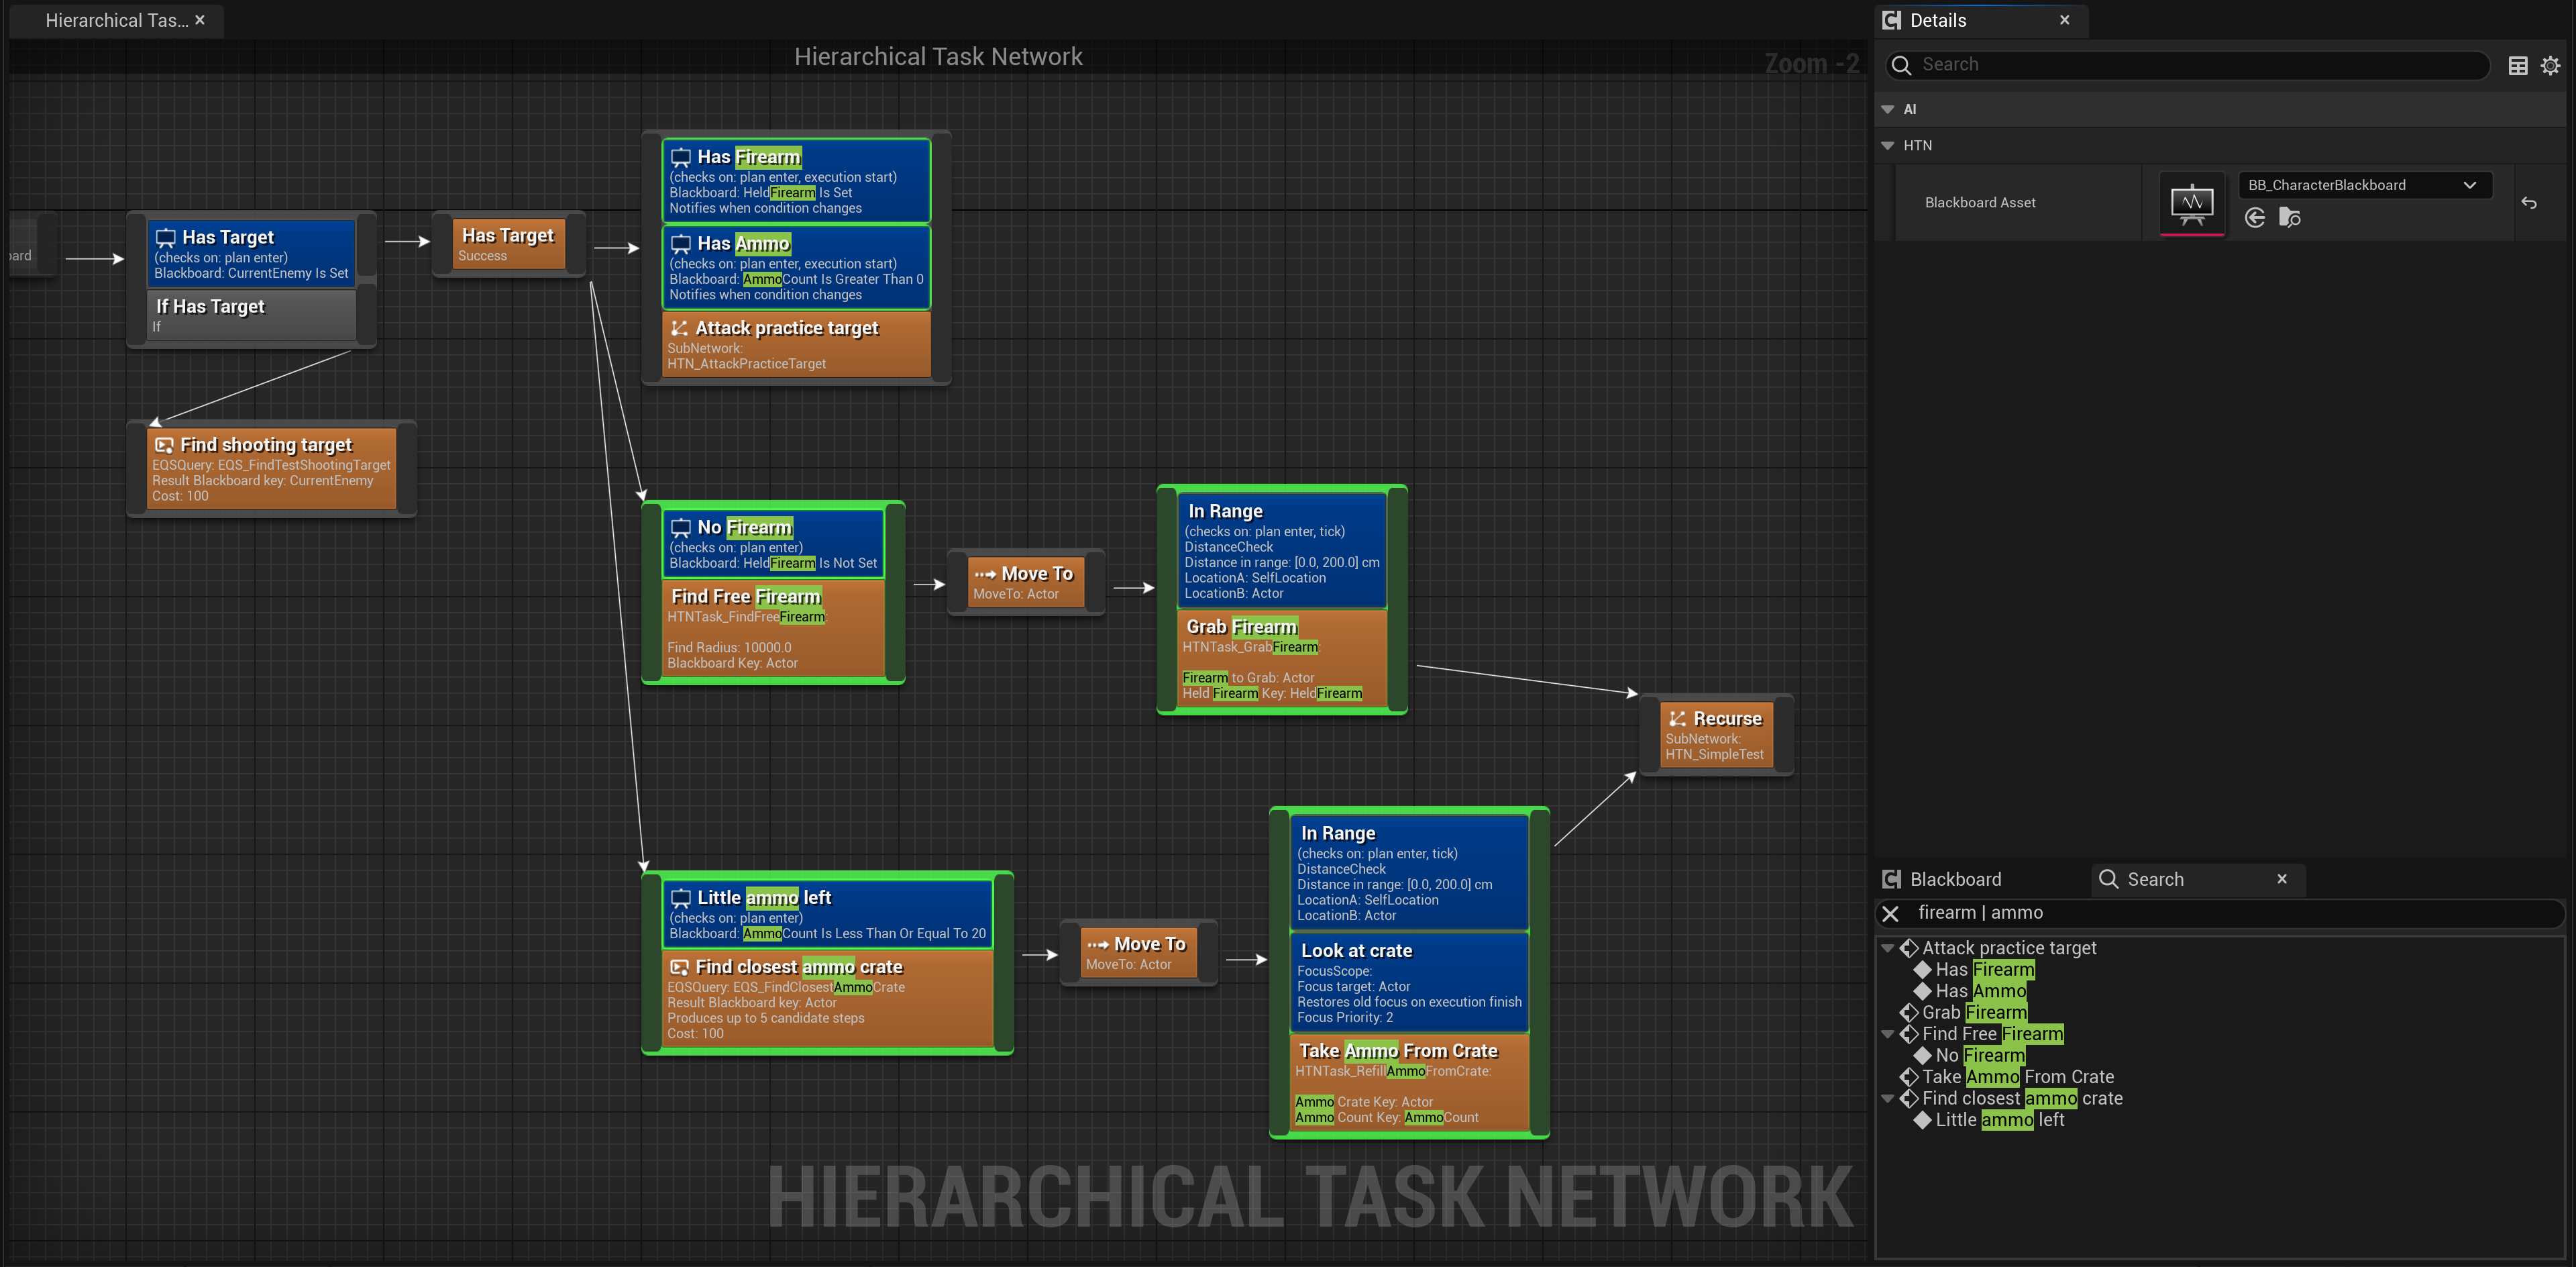 Hierarchical Tas...
Hierarchical Task Network
Zoom -2
ard
Has Target
(checks on: plan enter)
Blackboard: CurrentEnemy Is Set
If Has Target
If
Has Target
Success
Has Firearm
(checks on: plan enter, execution start)
Blackboard: HeldFirearm Is Set
Notifies when condition changes
Has Ammo
(checks on: plan enter, execution start)
Blackboard: AmmoCount Is Greater Than 0
Notifies when condition changes
Attack practice target
SubNetwork:
HTN_AttackPracticeTarget
Find shooting target
EQSQuery: EQS_FindTestShootingTarget
Result Blackboard key: CurrentEnemy
Cost: 100
No Firearm
(checks on: plan enter)
Blackboard: HeldFirearm Is Not Set
Find Free Firearm
HTNTask_FindFreeFirearm:
Find Radius: 10000.0
Blackboard Key: Actor
Move To
MoveTo: Actor
In Range
(checks on: plan enter, tick)
DistanceCheck
Distance in range: [0.0, 200.0] cm
LocationA: SelfLocation
LocationB: Actor
Grab Firearm
HTNTask_GrabFirearm:
Firearm to Grab: Actor
Held Firearm Key: HeldFirearm
Recurse
SubNetwork:
HTN_SimpleTest
Little ammo left
(checks on: plan enter)
Blackboard: AmmoCount Is Less Than Or Equal To 20
Find closest ammo crate
EQSQuery: EQS_FindClosestAmmoCrate
Result Blackboard key: Actor
Produces up to 5 candidate steps
Cost: 100
Move To
MoveTo: Actor
In Range
(checks on: plan enter, tick)
DistanceCheck
Distance in range: [0.0, 200.0] cm
LocationA: SelfLocation
LocationB: Actor
Look at crate
FocusScope:
Focus target: Actor
Restores old focus on execution finish
Focus Priority: 2
Take Ammo From Crate
HTNTask_RefillAmmoFromCrate:
Ammo Crate Key: Actor
Ammo Count Key: AmmoCount
HIERARCHICAL TASK NETWORK
Details
Search
AI
HTN
Blackboard Asset
BB_CharacterBlackboard
Blackboard
Search
firearm | ammo
Attack practice target
Has Firearm
Has Ammo
Grab Firearm
Find Free Firearm
No Firearm
Take Ammo From Crate
Find closest ammo crate
Little ammo left